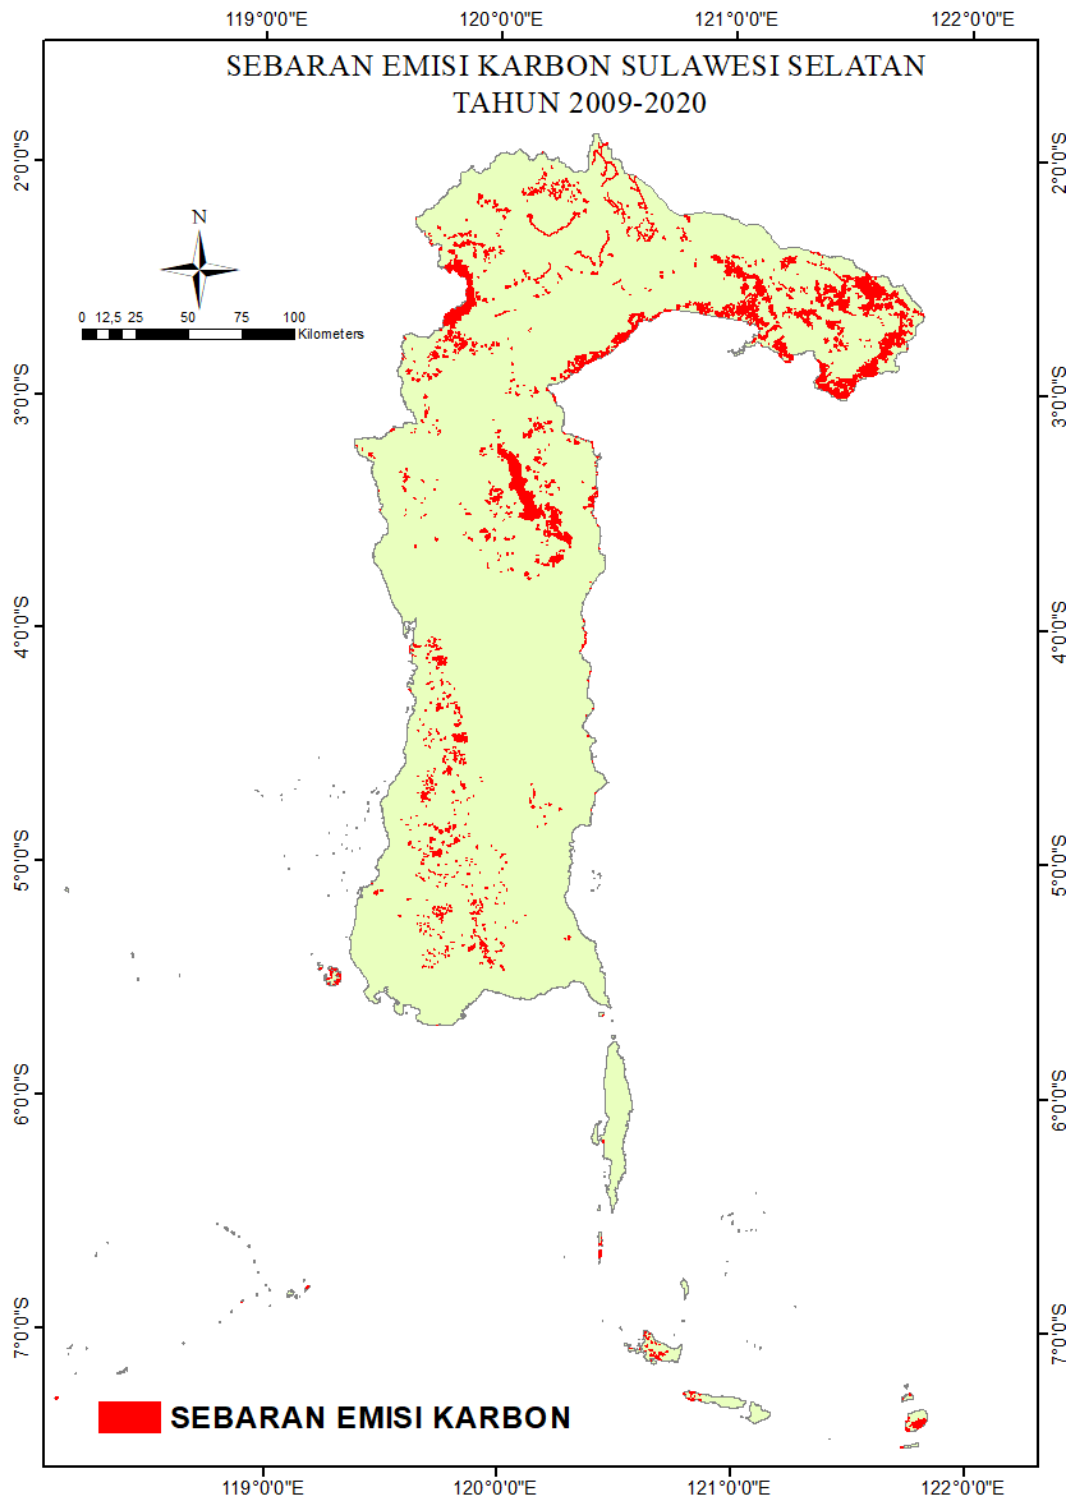 119°0'0"E 120°0'0"E 121°0'0"E 122°0'0"E
SEBARAN EMISI KARBON SULAWESI SELATAN
TAHUN 2009-2020
2°0'0"S 2°0'0"S
N
0 12,5 25 50 75 100
Kilometers
3°0'0"S 3°0'0"S
4°0'0"S 4°0'0"S
5°0'0"S 5°0'0"S
6°0'0"S 6°0'0"S
7°0'0"S 7°0'0"S
SEBARAN EMISI KARBON
119°0'0"E 120°0'0"E 121°0'0"E 122°0'0"E